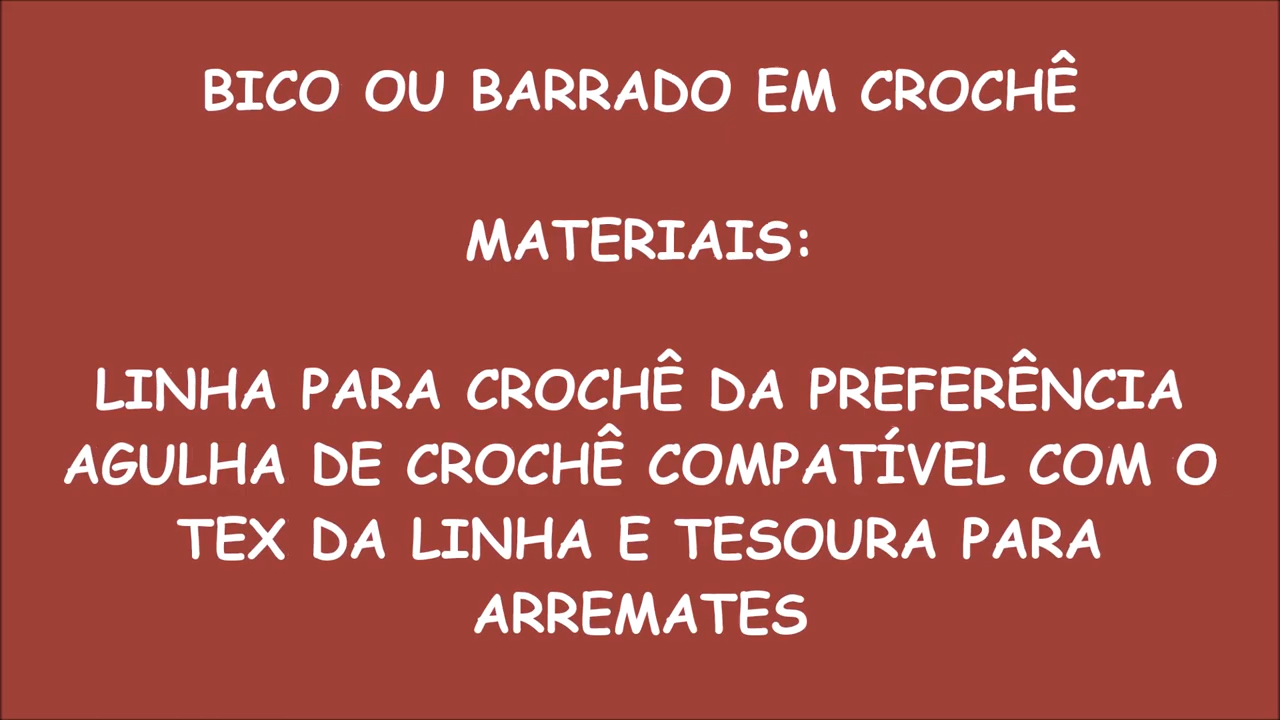 BICO OU BARRADO EM CROCHÊ
MATERIAIS:
LINHA PARA CROCHÊ DA PREFERÊNCIA
AGULHA DE CROCHÊ COMPATÍVEL COM O
TEX DA LINHA E TESOURA PARA
ARREMATES